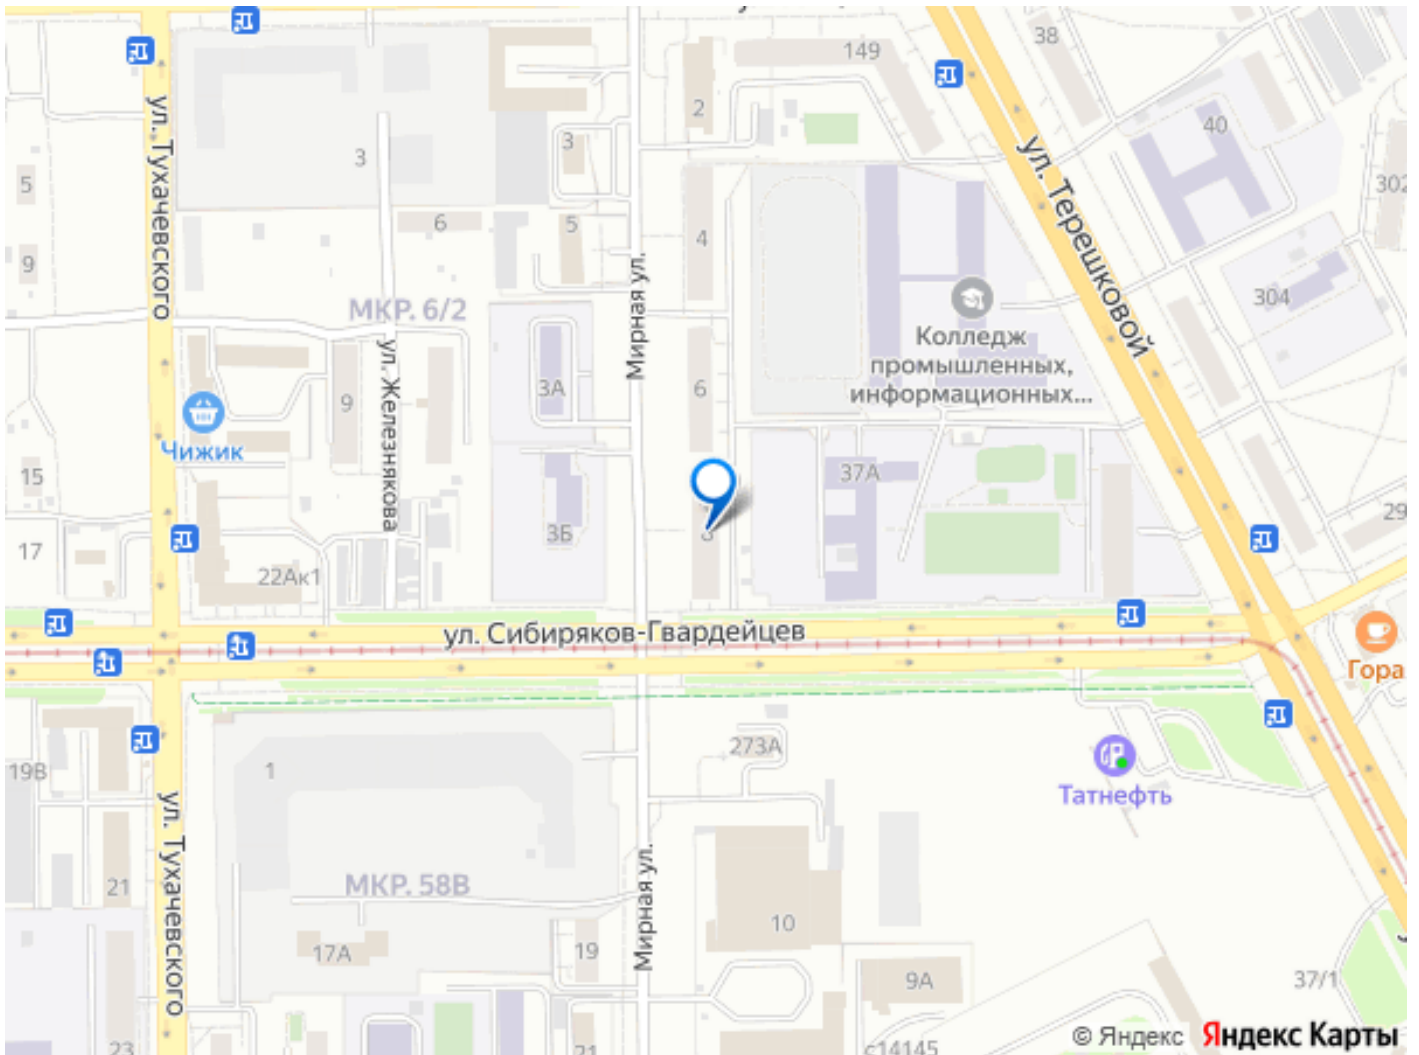 149
38
2
40
3
3
5
302
6
5
4
9
304
ул. Тухачевского
ул. Терешковой
Мирная ул.
МКР. 6/2
Колледж
промышленных,
информационных...
ул. Железнякова
9
3А
6
Чижик
15
37А
17
3Б
8
29
22Ак1
ул. Сибиряков-Гвардейцев
Гора
273А
19В
1
Татнефть
ул. Тухачевского
21
МКР. 58В
Мирная ул.
10
17А
19
9А
37/1
23
21
с14145
© Яндекс Яндекс Карты